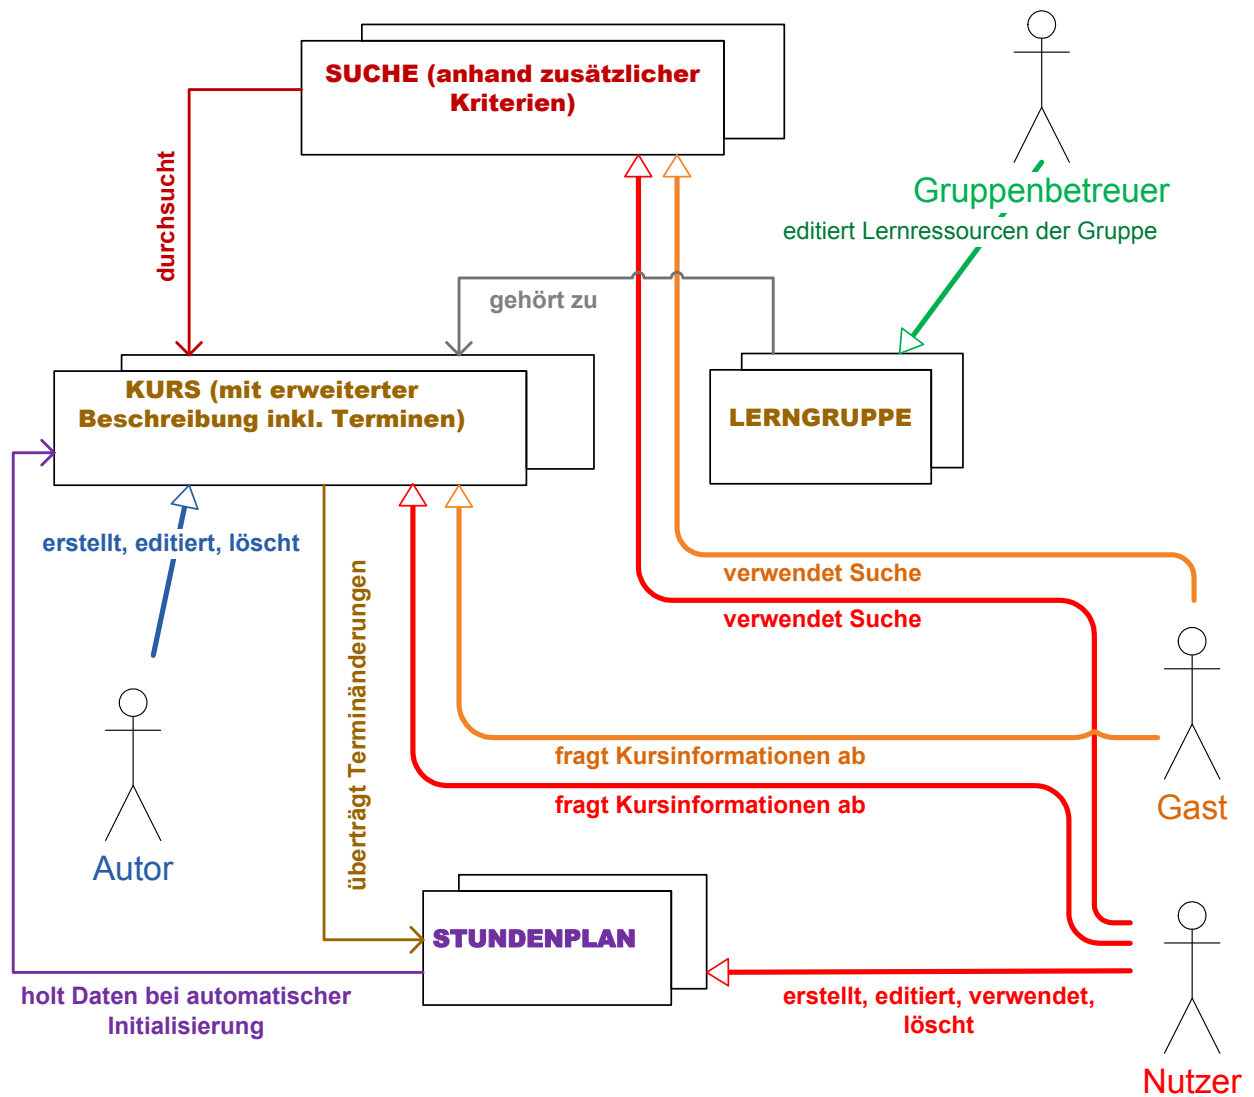 SUCHE (anhand zusätzlicher
Kriterien)
durchsucht
Gruppenbetreuer
editiert Lernressourcen der Gruppe
gehört zu
KURS (mit erweiterter
Beschreibung inkl. Terminen)
LERNGRUPPE
erstellt, editiert, löscht
verwendet Suche
verwendet Suche
überträgt Terminänderungen
fragt Kursinformationen ab
fragt Kursinformationen ab
Gast
Autor
STUNDENPLAN
holt Daten bei automatischer
Initialisierung
erstellt, editiert, verwendet,
löscht
Nutzer